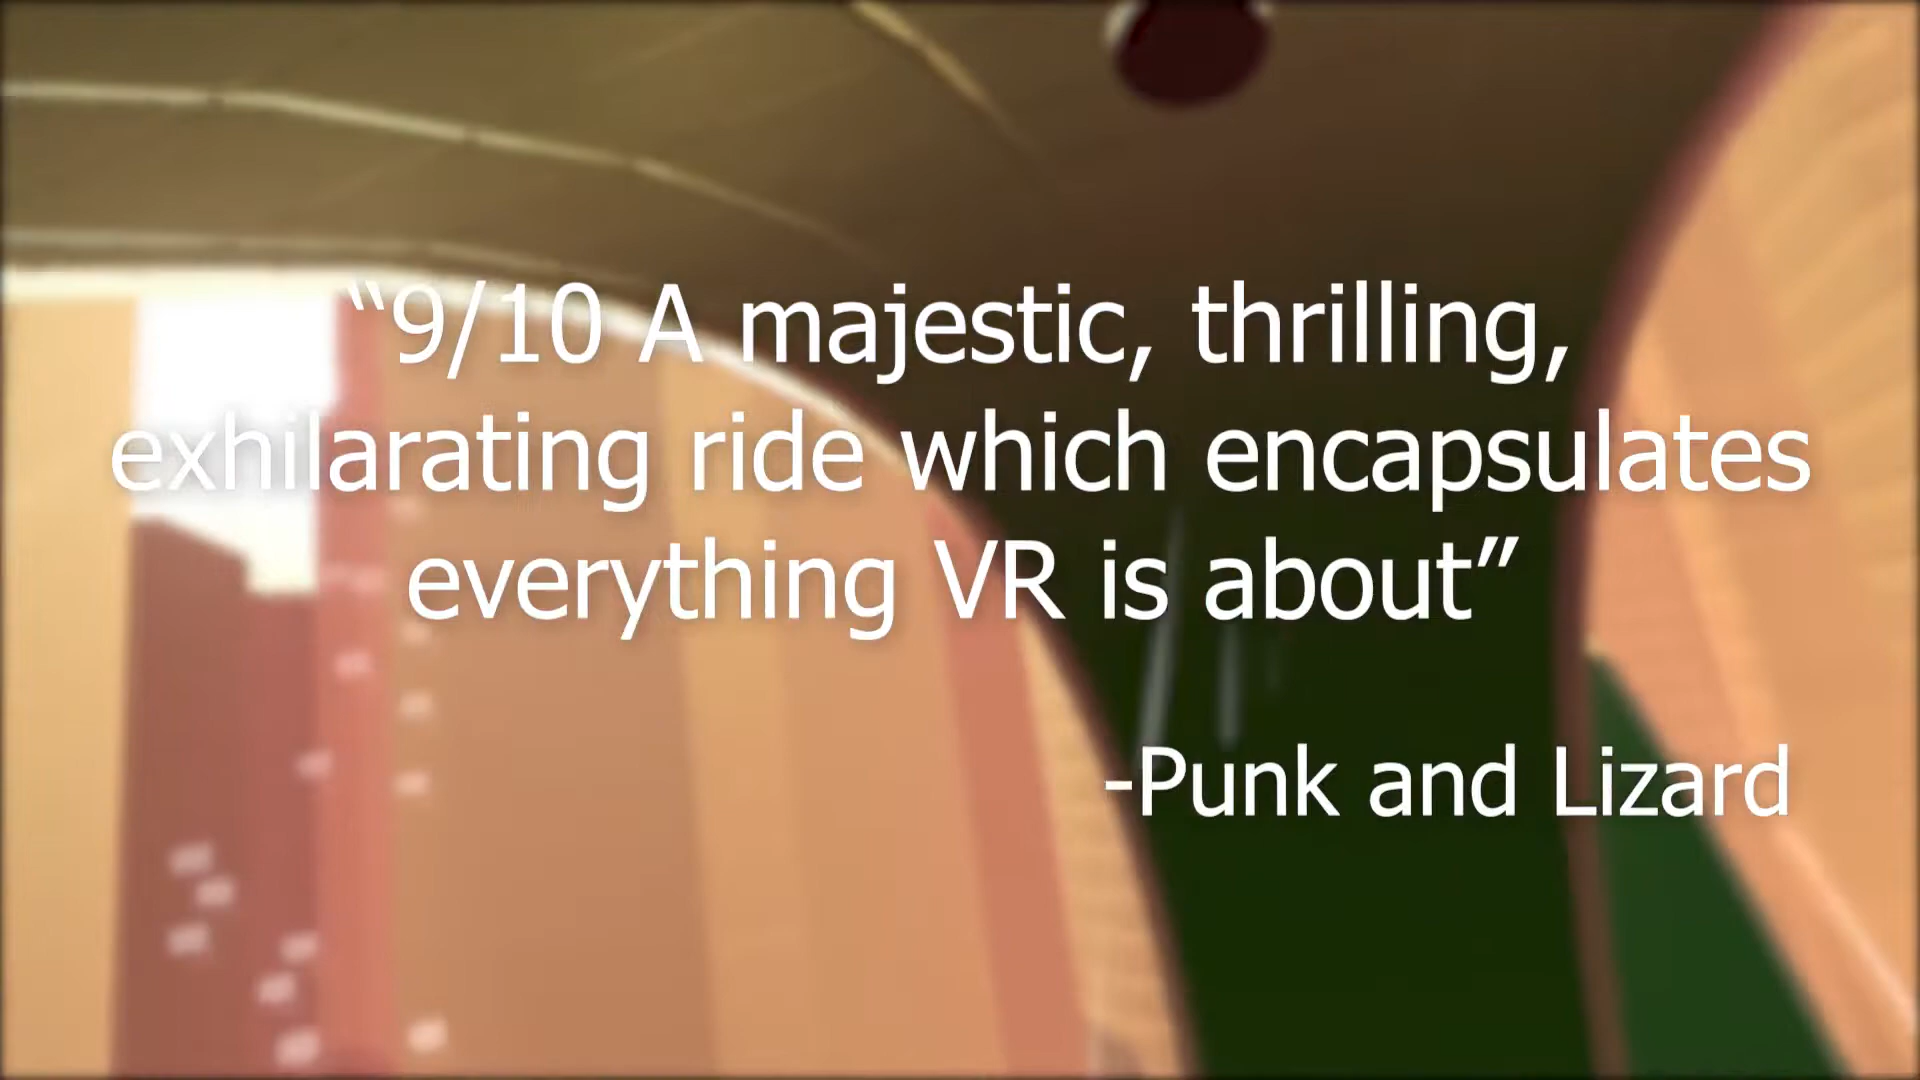 “9/10 A majestic, thrilling,
exhilarating ride which encapsulates
everything VR is about”
-Punk and Lizard